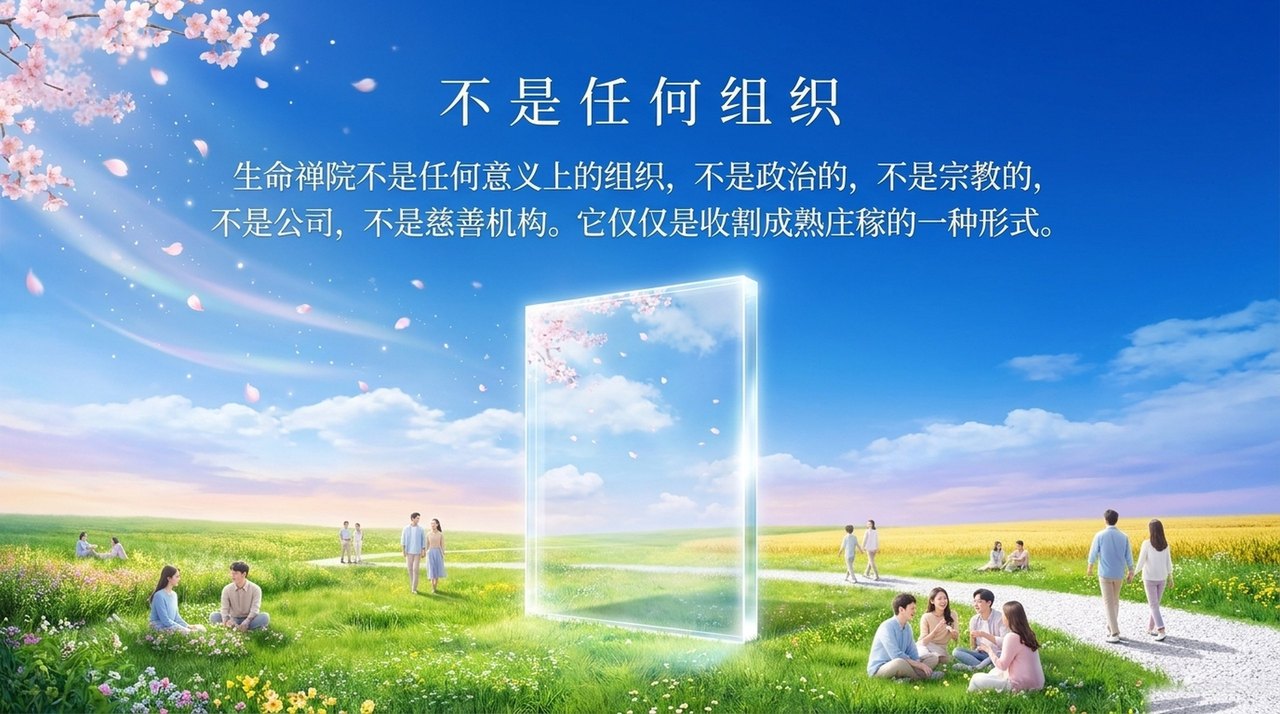 不是任何组织
生命禅院不是任何意义上的组织，不是政治的，不是宗教的，
不是公司，不是慈善机构。它仅仅是收割成熟庄稼的一种形式。